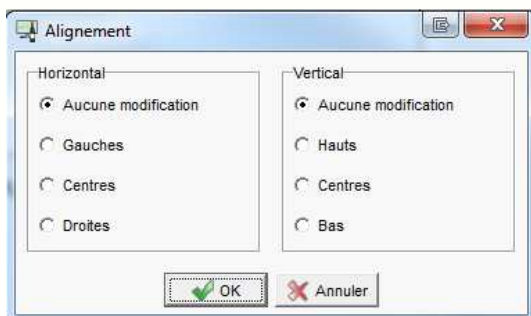 Alignement
Horizontal
Aucune modification
Gauches
Centres
Droites
Vertical
Aucune modification
Hauts
Centres
Bas
OK
Annuler